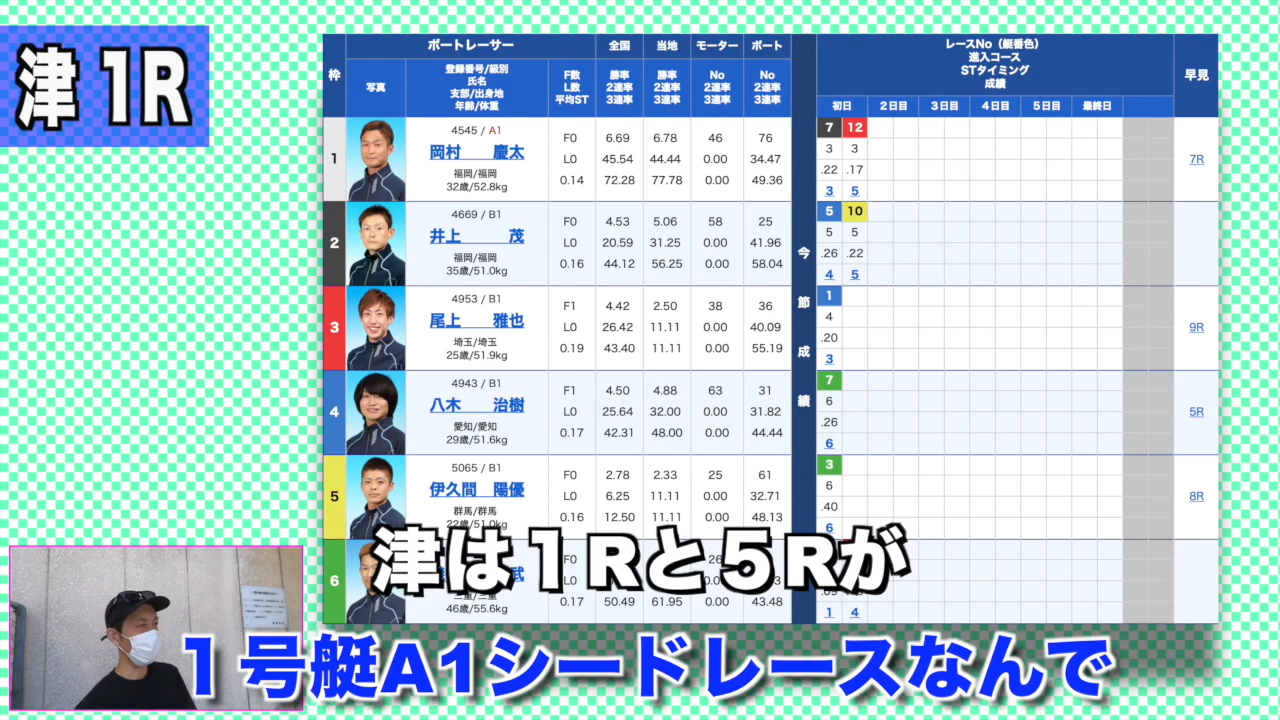 津 1R
枠 ボートレーサー 全国 当地 モーター ボート レースNo(艇番色) 早見
進入コース
STタイミング
成績
写真 登録番号/級別 F数 勝率 勝率 No No
氏名 L数 2連率 2連率 2連率 2連率
支部/出身地 平均ST 3連率 3連率 3連率 3連率
年齢/体重
初日 2日目 3日目 4日目 5日目 最終日
今節成績
1 4545 / A1 F0 6.69 6.78 46 76 7 12
岡村 慶太 L0 45.54 44.44 0.00 34.47 3 3 7R
福岡/福岡 0.14 72.28 77.78 0.00 49.36 .22 .17
32歳/52.8kg 3 5
2 4669 / B1 F0 4.53 5.06 58 25 5 10
井上 茂 L0 20.59 31.25 0.00 41.96 5 5
福岡/福岡 0.16 44.12 56.25 0.00 58.04 .26 .22
35歳/51.0kg 4 5
3 4953 / B1 F1 4.42 2.50 38 36 1
尾上 雅也 L0 26.42 11.11 0.00 40.09 4 9R
埼玉/埼玉 0.19 43.40 11.11 0.00 55.19 .20
25歳/51.9kg 3
4 4943 / B1 F1 4.50 4.88 63 31 7
八木 治樹 L0 25.64 32.00 0.00 31.82 6 5R
愛知/愛知 0.17 42.31 48.00 0.00 44.44 .26
29歳/51.6kg 6
5 5065 / B1 F0 2.78 2.33 25 61 3
伊久間 陽優 L0 6.25 11.11 0.00 32.71 6 8R
群馬/群馬 0.16 12.50 11.11 0.00 48.13 .40
22歳/51.0kg 6
6
0.17 50.49 61.95
46歳/55.6kg 1 4
津は1Rと5Rが
1号艇A1シードレースなんで